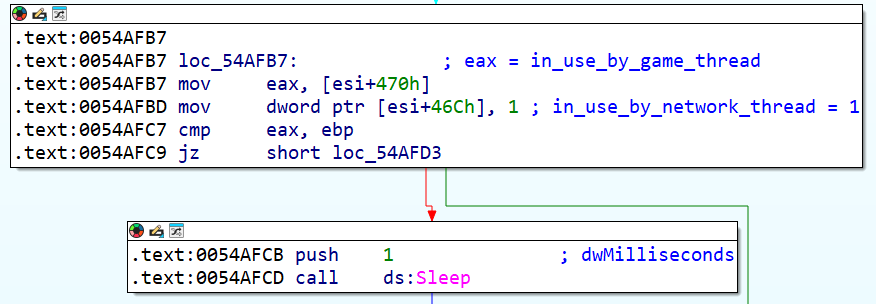 .text:0054AFB7
.text:0054AFB7 loc_54AFB7: ; eax = in_use_by_game_thread
.text:0054AFB7 mov eax, [esi+470h]
.text:0054AFBD mov dword ptr [esi+46Ch], 1 ; in_use_by_network_thread = 1
.text:0054AFC7 cmp eax, ebp
.text:0054AFC9 jz short loc_54AFD3
.text:0054AFCB push 1 ; dwMilliseconds
.text:0054AFCD call ds:Sleep